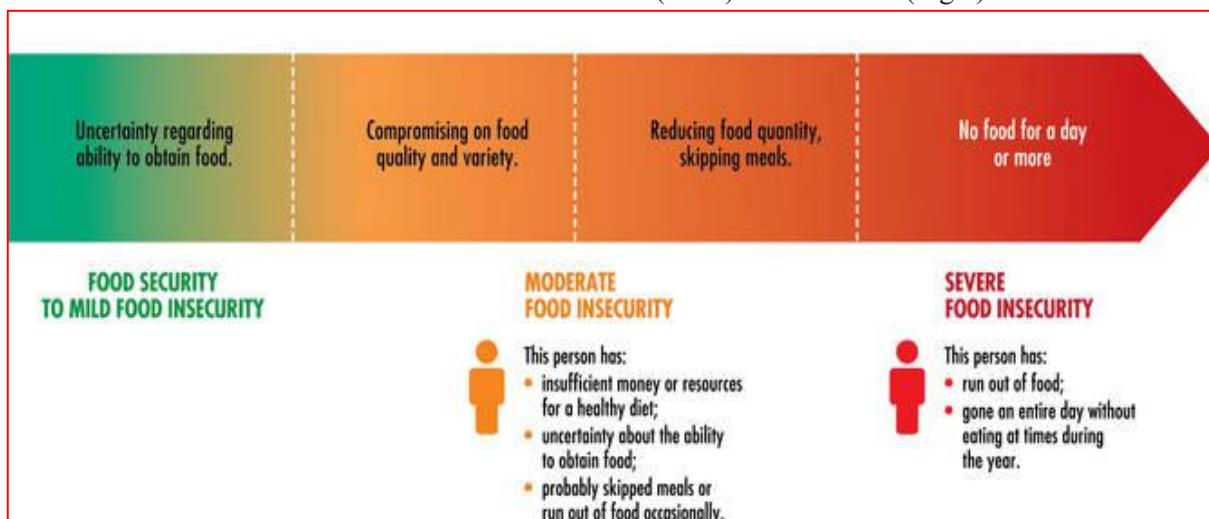 Uncertainty regarding
ability to obtain food.
Compromising on food
quality and variety.
Reducing food quantity,
skipping meals.
No food for a day
or more
FOOD SECURITY
TO MILD FOOD INSECURITY
MODERATE
FOOD INSECURITY
This person has:
• insufficient money or resources
for a healthy diet;
• uncertainty about the ability
to obtain food;
• probably skipped meals or
run out of food occasionally.
SEVERE
FOOD INSECURITY
This person has:
• run out of food;
• gone an entire day without
eating at times during
the year.